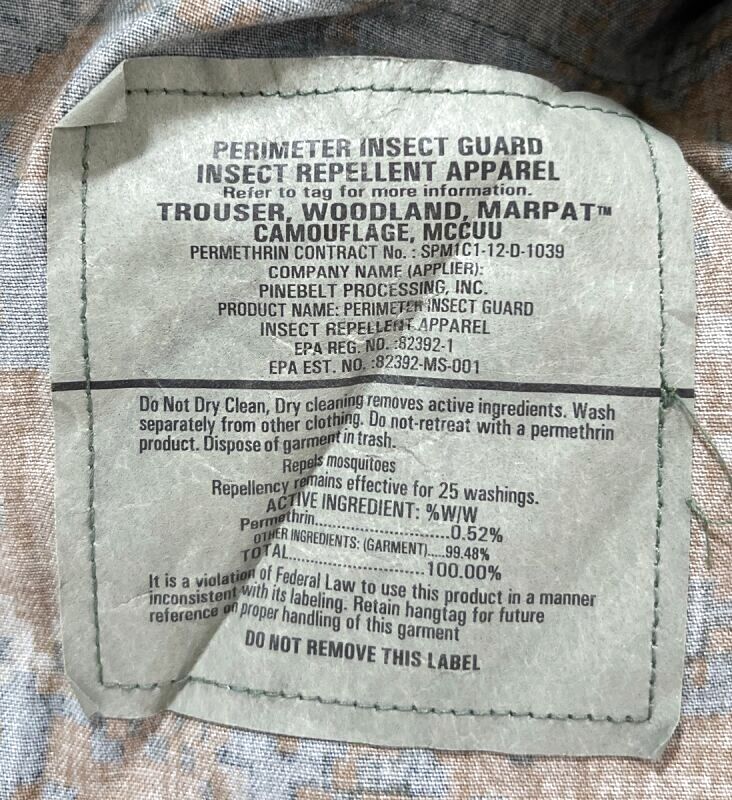 PERIMETER INSECT GUARD
INSECT REPELLENT APPAREL
Refer to tag for more information.
TROUSER, WOODLAND, MARPAT™
CAMOUFLAGE, MCCUU
PERMETHRIN CONTRACT No. : SPM1C1-12-D-1039
COMPANY NAME (APPLIER):
PINEBELT PROCESSING, INC.
PRODUCT NAME: PERIMETER INSECT GUARD
INSECT REPELLENT APPAREL
EPA REG. NO. :82392-1
EPA EST. NO. :82392-MS-001
Do Not Dry Clean, Dry cleaning removes active ingredients. Wash
separately from other clothing. Do not-retreat with a permethrin
product. Dispose of garment in trash.
Repels mosquitoes
Repellency remains effective for 25 washings.
ACTIVE INGREDIENT: %W/W
Permethrin..............................0.52%
OTHER INGREDIENTS: (GARMENT).....99.48%
TOTAL..............................100.00%
It is a violation of Federal Law to use this product in a manner
inconsistent with its labeling. Retain hangtag for future
reference on proper handling of this garment
DO NOT REMOVE THIS LABEL